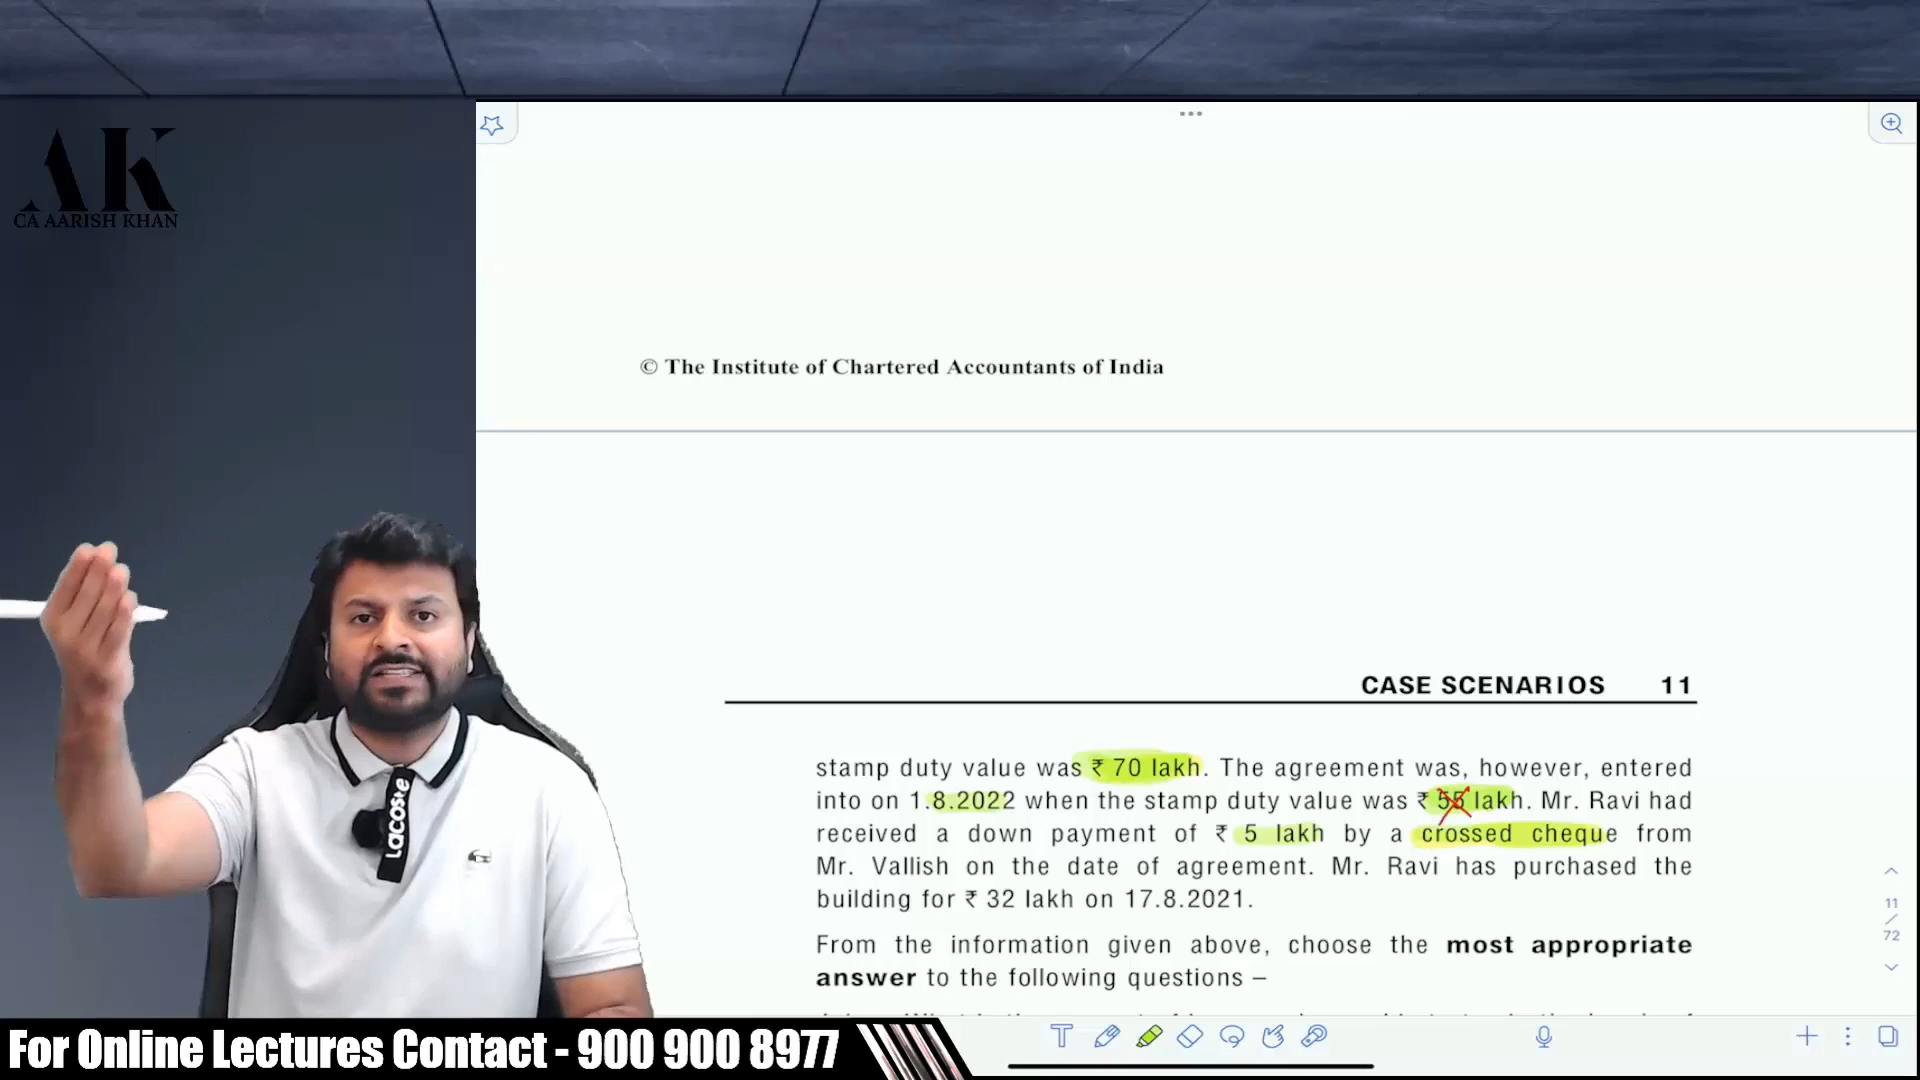 AK
CA AARISH KHAN
© The Institute of Chartered Accountants of India
CASE SCENARIOS 11
stamp duty value was ₹ 70 lakh. The agreement was, however, entered
into on 1.8.2022 when the stamp duty value was ₹ 55 lakh. Mr. Ravi had
received a down payment of ₹ 5 lakh by a crossed cheque from
Mr. Vallish on the date of agreement. Mr. Ravi has purchased the
building for ₹ 32 lakh on 17.8.2021.
From the information given above, choose the most appropriate
answer to the following questions –
11
/
72
LACOSTE
T
For Online Lectures Contact - 900 900 8977